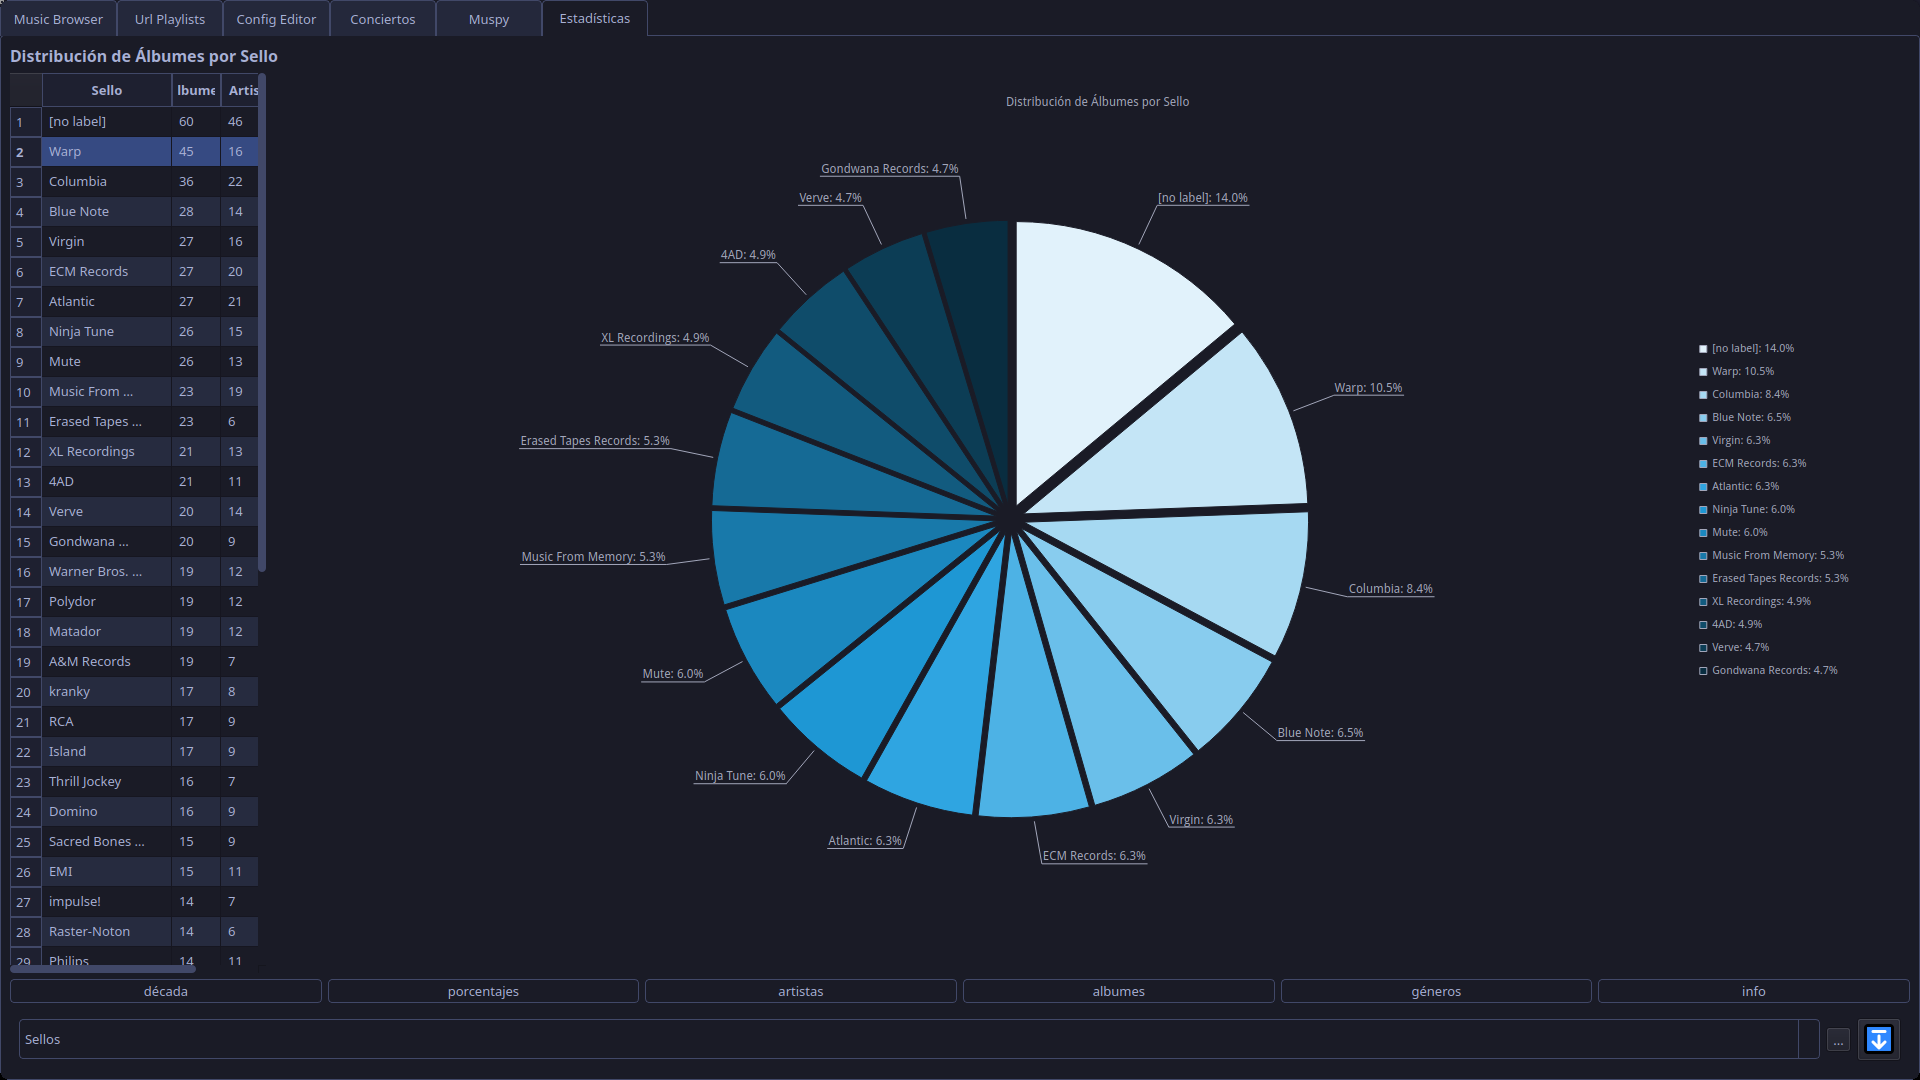 Music Browser Url Playlists Config Editor Conciertos Muspy Estadísticas
Distribución de Álbumes por Sello
Sello lbume Artis
1 [no label] 60 46
2 Warp 45 16
3 Columbia 36 22
4 Blue Note 28 14
5 Virgin 27 16
6 ECM Records 27 20
7 Atlantic 27 21
8 Ninja Tune 26 15
9 Mute 26 13
10 Music From ... 23 19
11 Erased Tapes ... 23 6
12 XL Recordings 21 13
13 4AD 21 11
14 Verve 20 14
15 Gondwana ... 20 9
16 Warner Bros. ... 19 12
17 Polydor 19 12
18 Matador 19 12
19 A&M Records 19 7
20 kranky 17 8
21 RCA 17 9
22 Island 17 9
23 Thrill Jockey 16 7
24 Domino 16 9
25 Sacred Bones ... 15 9
26 EMI 15 11
27 impulse! 14 7
28 Raster-Noton 14 6
29 Philips 14 11
Distribución de Álbumes por Sello
Gondwana Records: 4.7%
Verve: 4.7%
[no label]: 14.0%
4AD: 4.9%
XL Recordings: 4.9%
Warp: 10.5%
Erased Tapes Records: 5.3%
Music From Memory: 5.3%
Columbia: 8.4%
Mute: 6.0%
Blue Note: 6.5%
Ninja Tune: 6.0%
Virgin: 6.3%
Atlantic: 6.3%
ECM Records: 6.3%
[no label]: 14.0%
Warp: 10.5%
Columbia: 8.4%
Blue Note: 6.5%
Virgin: 6.3%
ECM Records: 6.3%
Atlantic: 6.3%
Ninja Tune: 6.0%
Mute: 6.0%
Music From Memory: 5.3%
Erased Tapes Records: 5.3%
XL Recordings: 4.9%
4AD: 4.9%
Verve: 4.7%
Gondwana Records: 4.7%
década porcentajes artistas albumes géneros info
Sellos ...